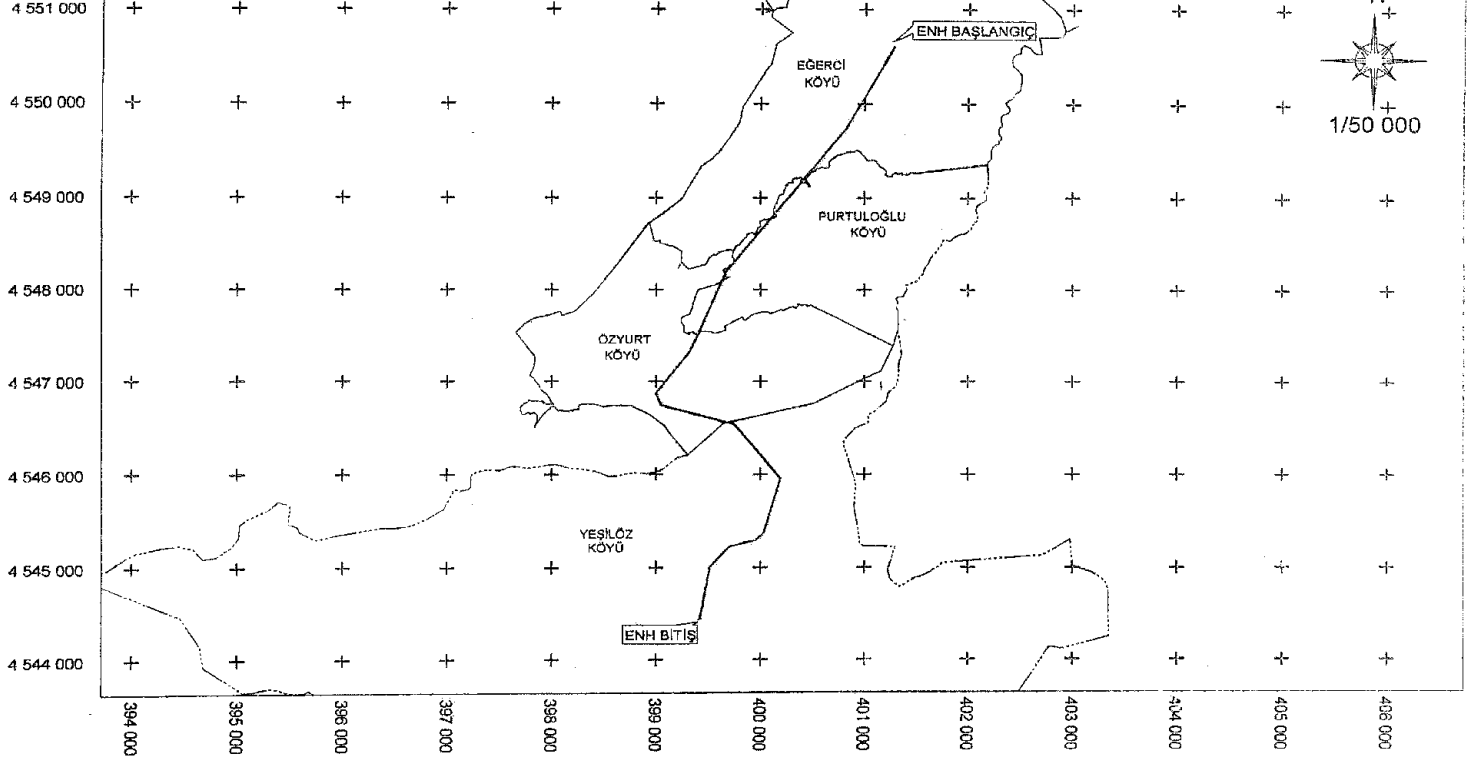 4 551 000
ENH BAŞLANGIÇ
EĞERCİ
KÖYÜ
4 550 000
1/50 000
4 549 000
PURTULOĞLU
KÖYÜ
4 548 000
ÖZYURT
KÖYÜ
4 547 000
4 546 000
YEŞİLÖZ
KÖYÜ
4 545 000
ENH BİTİŞ
4 544 000
394 000
395 000
396 000
397 000
398 000
399 000
400 000
401 000
402 000
403 000
404 000
405 000
406 000